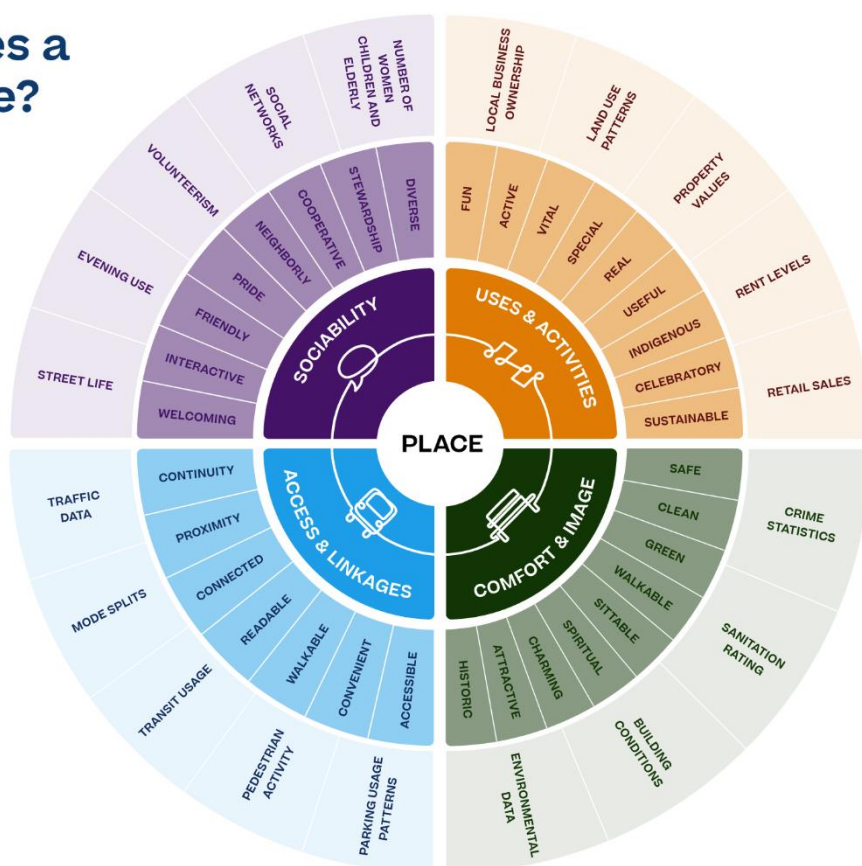 es a
e?
NUMBER OF
WOMEN
CHILDREN AND
ELDERLY
SOCIAL
NETWORKS
VOLUNTEERISM
EVENING USE
STREET LIFE
DIVERSE
STEWARDSHIP
COOPERATIVE
NEIGHBORLY
PRIDE
FRIENDLY
INTERACTIVE
WELCOMING
SOCIABILITY
LOCAL BUSINESS
OWNERSHIP
LAND USE
PATTERNS
PROPERTY
VALUES
RENT LEVELS
RETAIL SALES
FUN
ACTIVE
VITAL
SPECIAL
REAL
USEFUL
INDIGENOUS
CELEBRATORY
SUSTAINABLE
USES & ACTIVITIES
PLACE
ACCESS & LINKAGES
CONTINUITY
PROXIMITY
CONNECTED
READABLE
WALKABLE
CONVENIENT
ACCESSIBLE
TRAFFIC
DATA
MODE SPLITS
TRANSIT USAGE
PEDESTRIAN
ACTIVITY
PARKING USAGE
PATTERNS
COMFORT & IMAGE
SAFE
CLEAN
GREEN
WALKABLE
SITTABLE
SPIRITUAL
CHARMING
ATTRACTIVE
HISTORIC
CRIME
STATISTICS
SANITATION
RATING
BUILDING
CONDITIONS
ENVIRONMENTAL
DATA